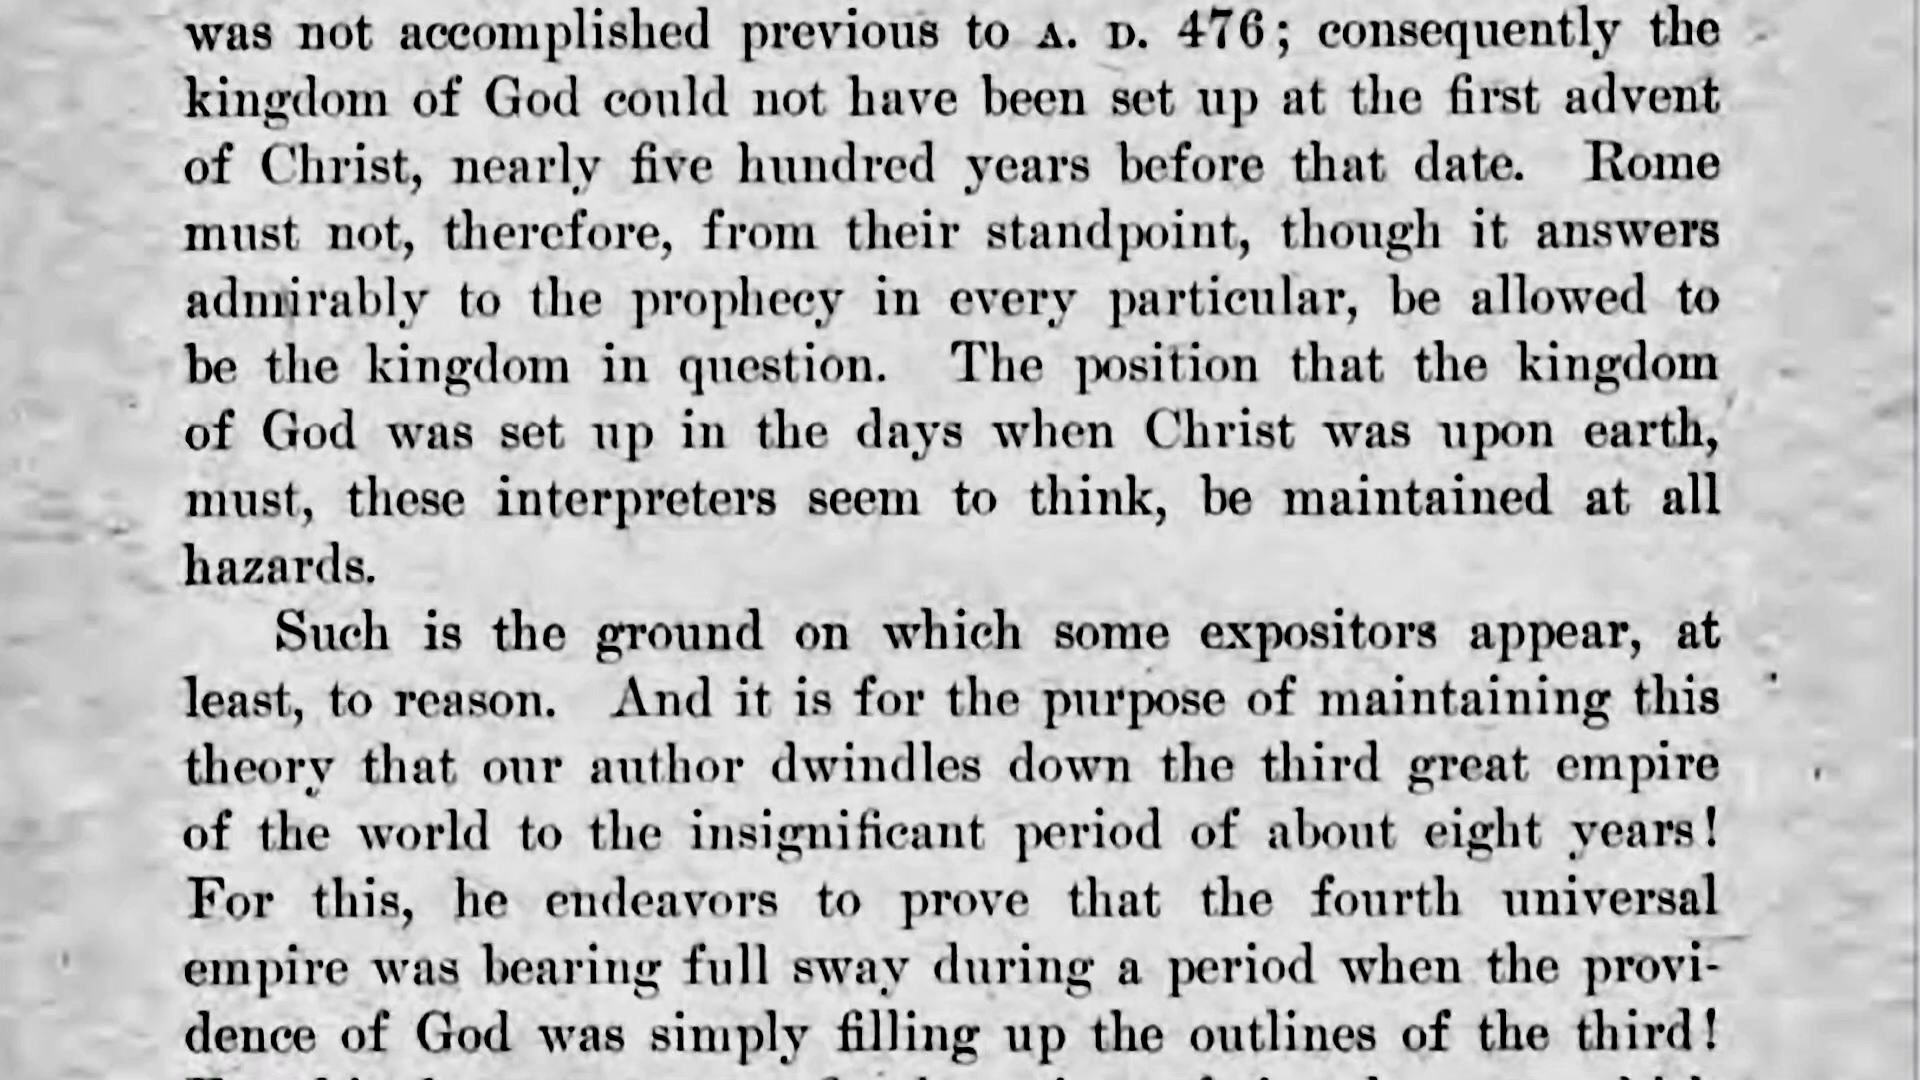 was not accomplished previous to A. D. 476; consequently the
kingdom of God could not have been set up at the first advent
of Christ, nearly five hundred years before that date. Rome
must not, therefore, from their standpoint, though it answers
admirably to the prophecy in every particular, be allowed to
be the kingdom in question. The position that the kingdom
of God was set up in the days when Christ was upon earth,
must, these interpreters seem to think, be maintained at all
hazards.
Such is the ground on which some expositors appear, at
least, to reason. And it is for the purpose of maintaining this
theory that our author dwindles down the third great empire
of the world to the insignificant period of about eight years!
For this, he endeavors to prove that the fourth universal
empire was bearing full sway during a period when the provi-
dence of God was simply filling up the outlines of the third!